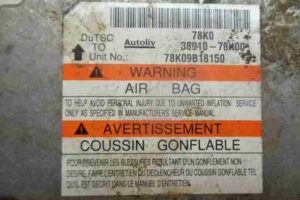 78K0
DuTSC Autoliv 38910-78K00
TO
Unit No.: 78K09B18150
WARNING
AIR BAG
TO HELP AVOID PERSONAL INJURY DUE TO UNWANTED INFLATION SERVICE
ONLY AS SPECIFIED IN MANUFACTURER'S SERVICE MANUAL.
AVERTISSEMENT
COUSSIN GONFLABLE
POUR PREVENIR LES BLESSURES RESULTANT D'UN GONFLEMENT NON
DESIRE, FAIRE L'ENTRETIEN DU DECLENCHEUR DU COUSSIN GONFLABLE TEL
QU'IL EST DECRIT DANS LE MANUEL D'ENTRETIEN.